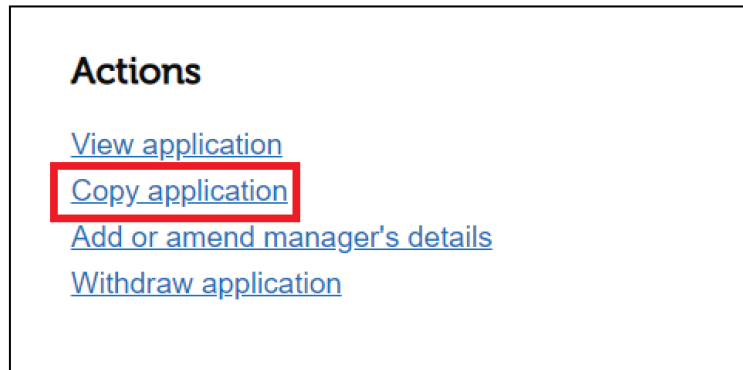 Actions
View application
Copy application
Add or amend manager's details
Withdraw application